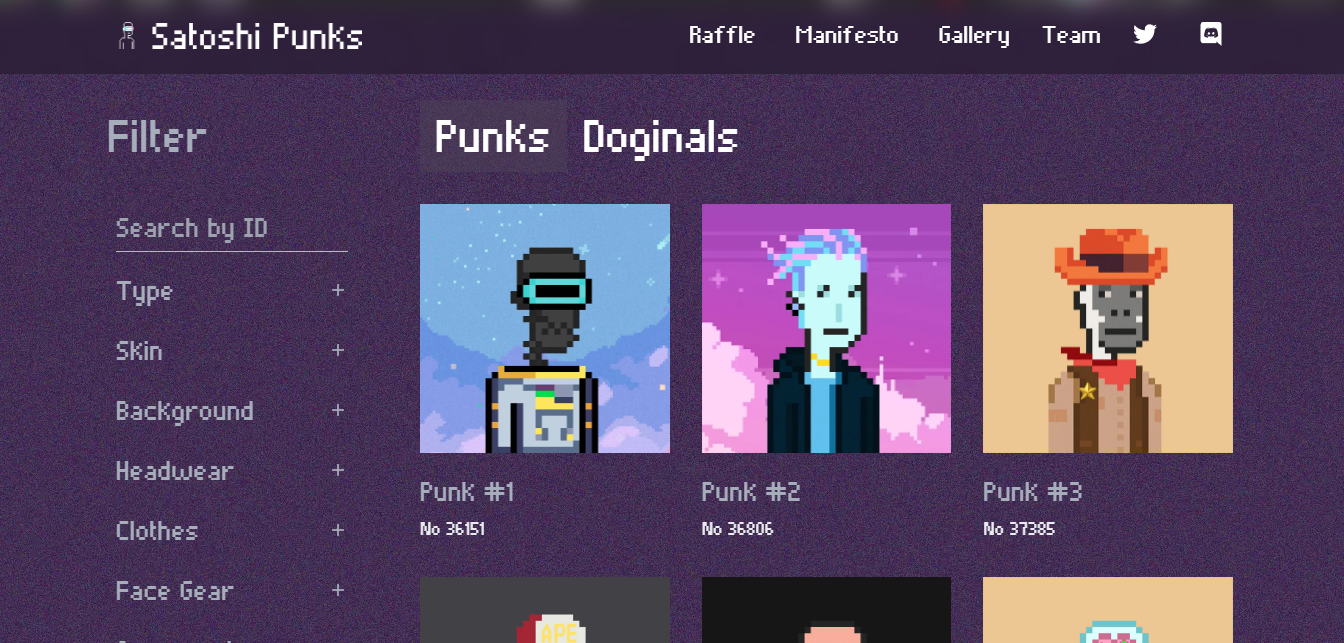 Satoshi Punks
Raffle Manifesto Gallery Team
Filter
Punks Doginals
Search by ID
Type +
Skin +
Background +
Headwear +
Clothes +
Face Gear +
Punk #1
No 36151
Punk #2
No 36806
Punk #3
No 37385
APE